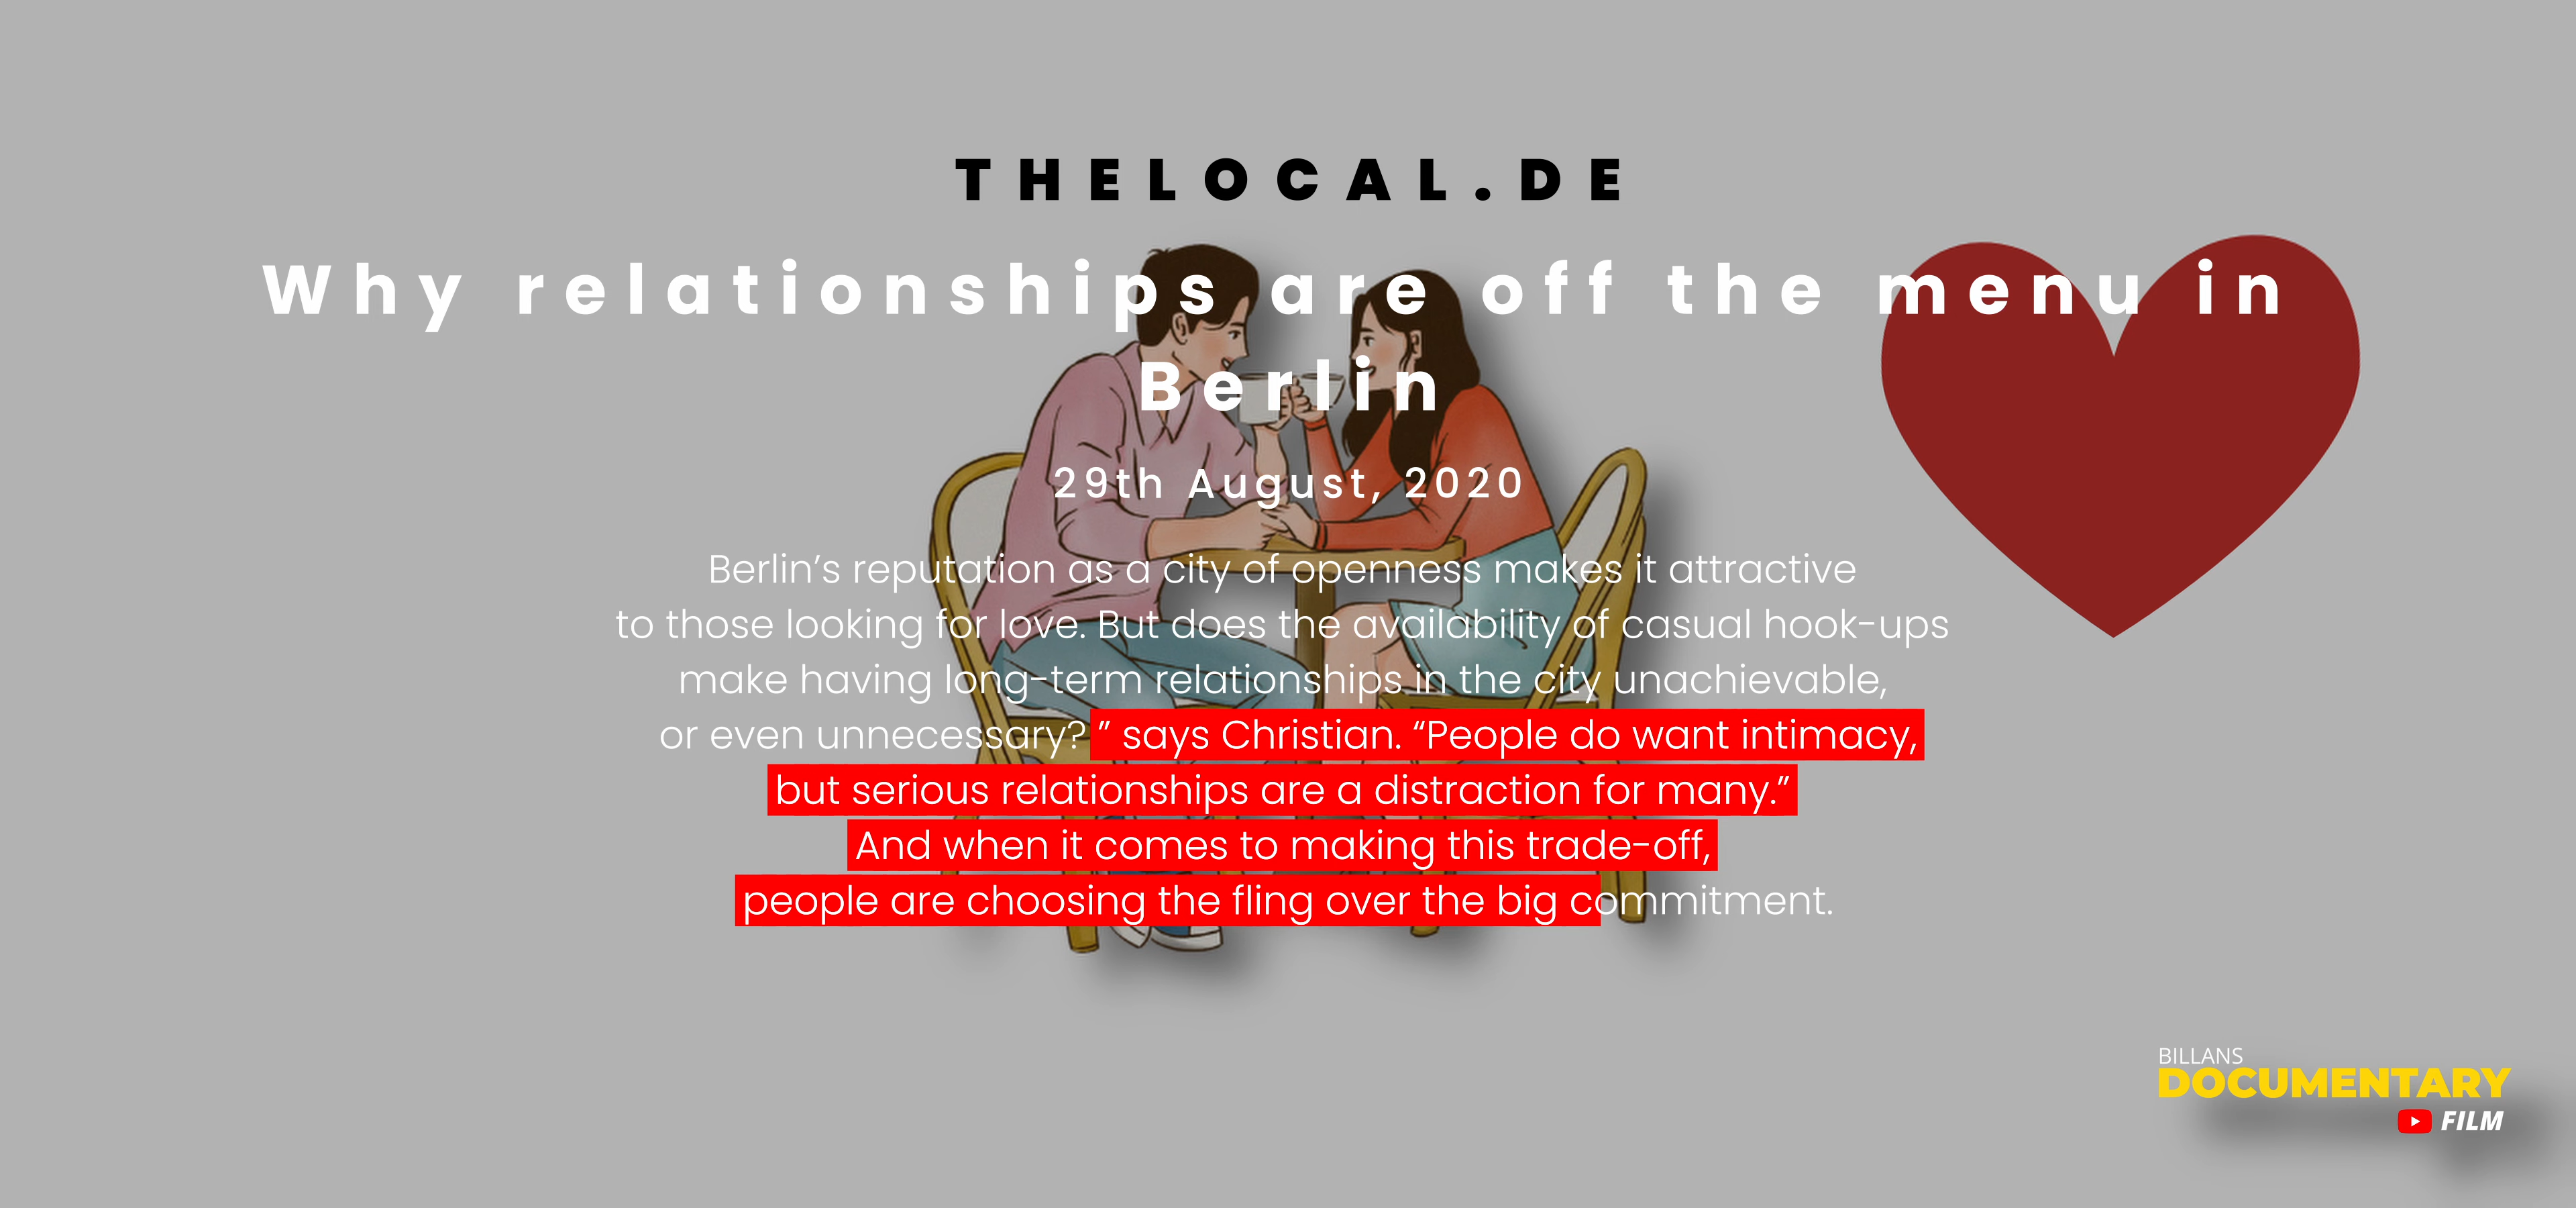 THELOCAL.DE
Why relationships are off the menu in
Berlin
29th August, 2020
Berlin’s reputation as a city of openness makes it attractive
to those looking for love. But does the availability of casual hook-ups
make having long-term relationships in the city unachievable,
or even unnecessary? ” says Christian. “People do want intimacy,
but serious relationships are a distraction for many.”
And when it comes to making this trade-off,
people are choosing the fling over the big commitment.
BILLANS
DOCUMENTARY
FILM